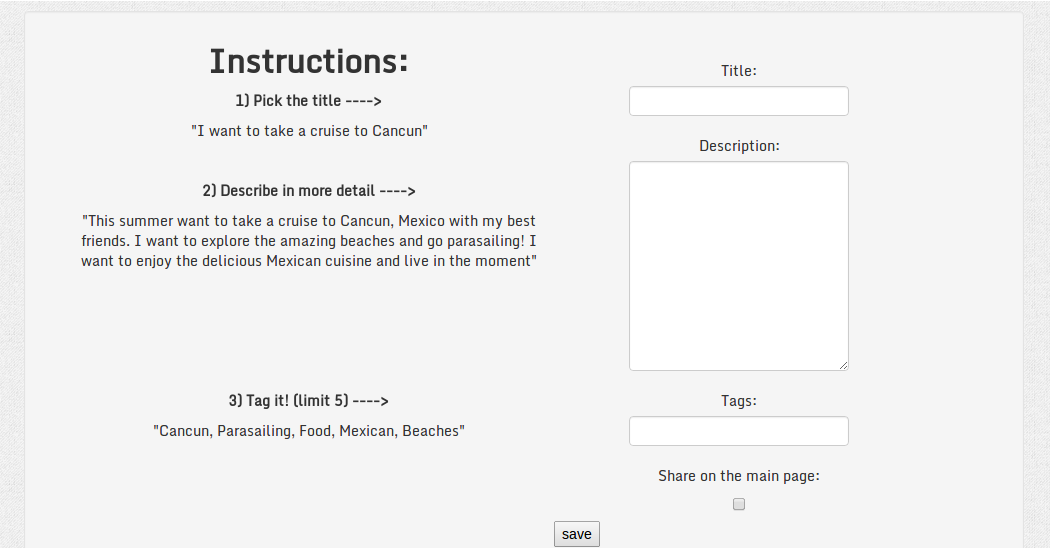 Instructions:
1) Pick the title ---->
"I want to take a cruise to Cancun"
2) Describe in more detail ---->
"This summer want to take a cruise to Cancun, Mexico with my best
friends. I want to explore the amazing beaches and go parasailing! I
want to enjoy the delicious Mexican cuisine and live in the moment"
3) Tag it! (limit 5) ---->
"Cancun, Parasailing, Food, Mexican, Beaches"
Title:
Description:
Tags:
Share on the main page:
save